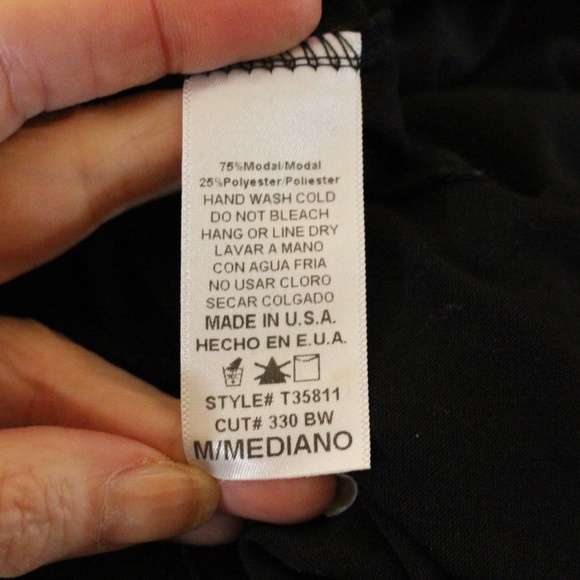 75%Modal/Modal
25%Polyester/Poliester
HAND WASH COLD
DO NOT BLEACH
HANG OR LINE DRY
LAVAR A MANO
CON AGUA FRIA
NO USAR CLORO
SECAR COLGADO
MADE IN U.S.A.
HECHO EN E.U.A.
STYLE# T35811
CUT# 330 BW
M/MEDIANO